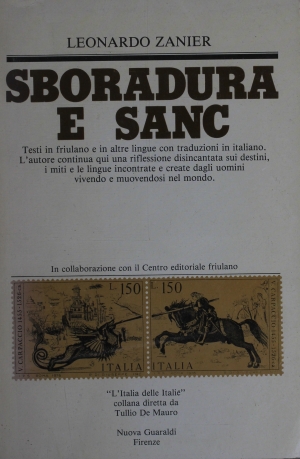 LEONARDO ZANIER
SBORADURA
E SANC
Testi in friulano e in altre lingue con traduzioni in italiano.
L'autore continua qui una riflessione disincantata sui destini,
i miti e le lingue incontrate e create dagli uomini
vivendo e muovendosi nel mondo.
In collaborazione con il Centro editoriale friulano
L.150
L.150
ITALIA
ITALIA
"L'Italia delle Italie"
collana diretta da
Tullio De Mauro
Nuova Guaraldi
Firenze